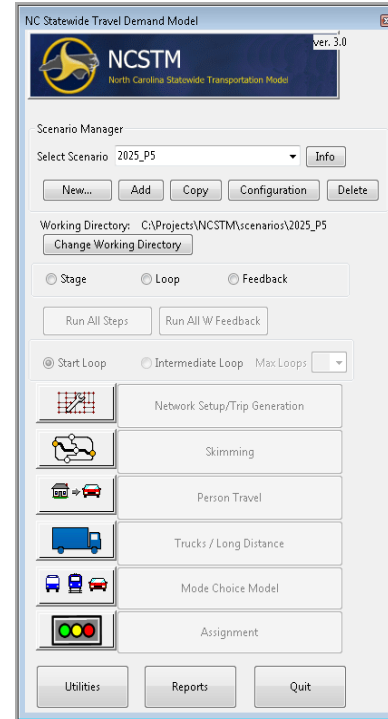 NC Statewide Travel Demand Model
ver. 3.0
NCSTM
North Carolina Statewide Transportation Model
Scenario Manager
Select Scenario 2025_P5 Info
New... Add Copy Configuration Delete
Working Directory: C:\Projects\NCSTM\scenarios\2025_P5
Change Working Directory
Stage Loop Feedback
Run All Steps Run All W Feedback
Start Loop Intermediate Loop Max Loops
Network Setup/Trip Generation
Skimming
Person Travel
Trucks / Long Distance
Mode Choice Model
Assignment
Utilities Reports Quit